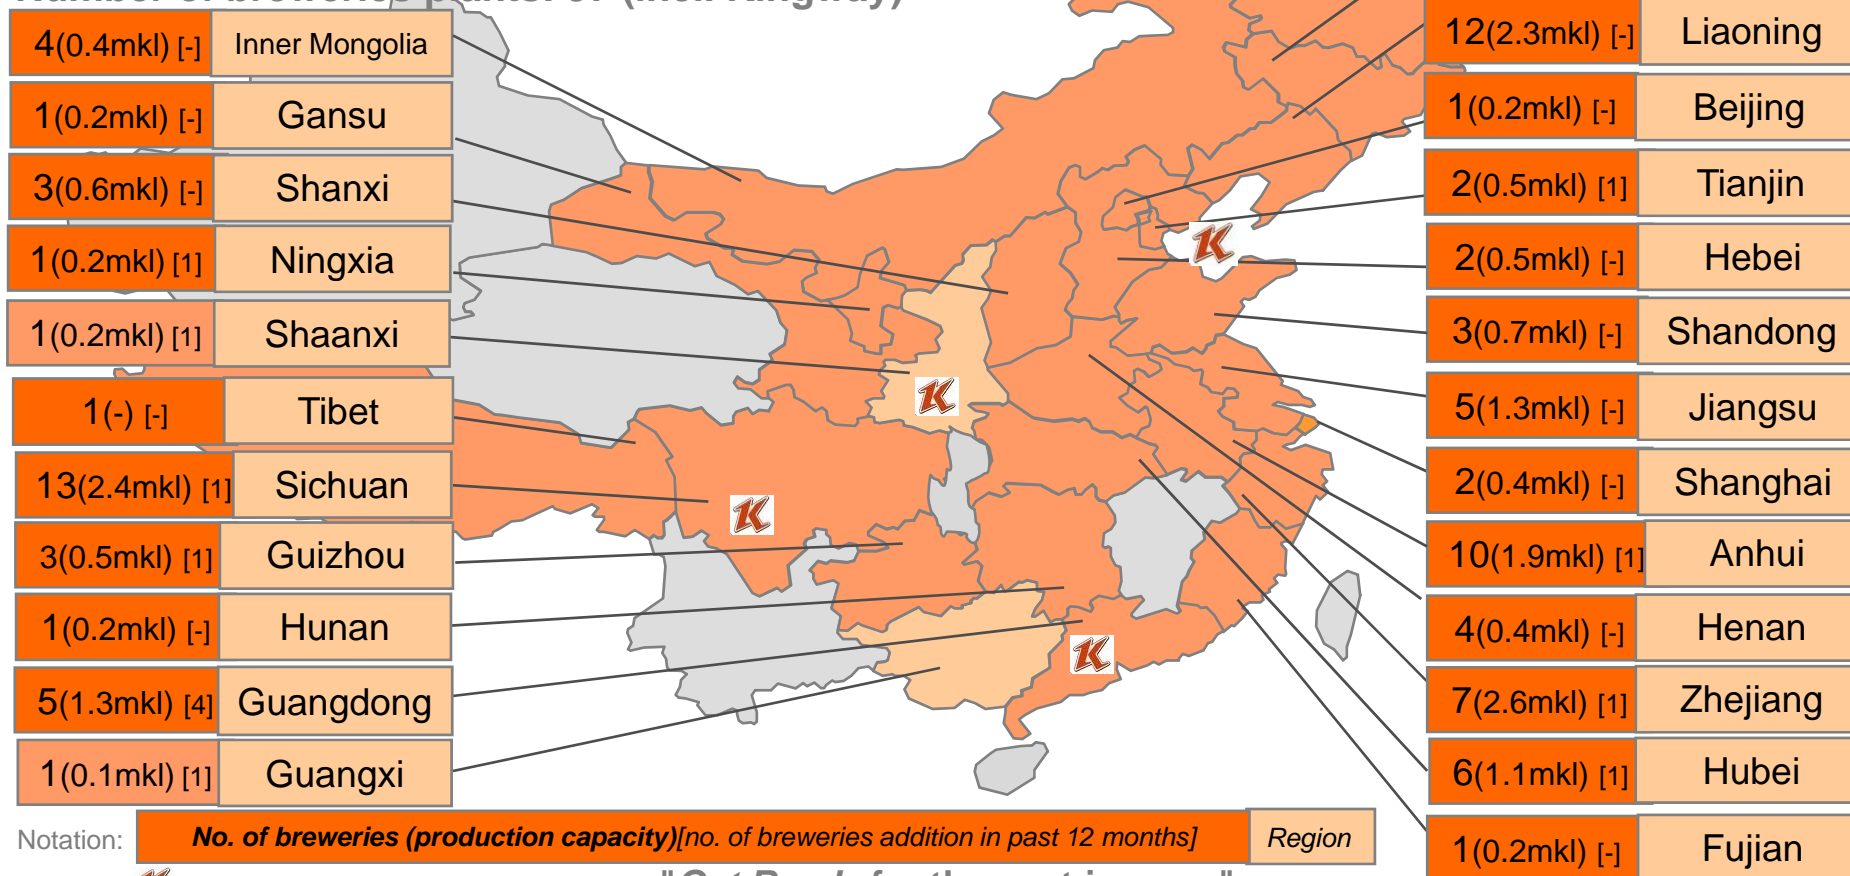 4(0.4mkl) [-] Inner Mongolia
1(0.2mkl) [-] Gansu
3(0.6mkl) [-] Shanxi
1(0.2mkl) [1] Ningxia
1(0.2mkl) [1] Shaanxi
1(-) [-] Tibet
13(2.4mkl) [1] Sichuan
3(0.5mkl) [1] Guizhou
1(0.2mkl) [-] Hunan
5(1.3mkl) [4] Guangdong
1(0.1mkl) [1] Guangxi
12(2.3mkl) [-] Liaoning
1(0.2mkl) [-] Beijing
2(0.5mkl) [1] Tianjin
2(0.5mkl) [-] Hebei
3(0.7mkl) [-] Shandong
5(1.3mkl) [-] Jiangsu
2(0.4mkl) [-] Shanghai
10(1.9mkl) [1] Anhui
4(0.4mkl) [-] Henan
7(2.6mkl) [1] Zhejiang
6(1.1mkl) [1] Hubei
1(0.2mkl) [-] Fujian
Notation: No. of breweries (production capacity)[no. of breweries addition in past 12 months] Region